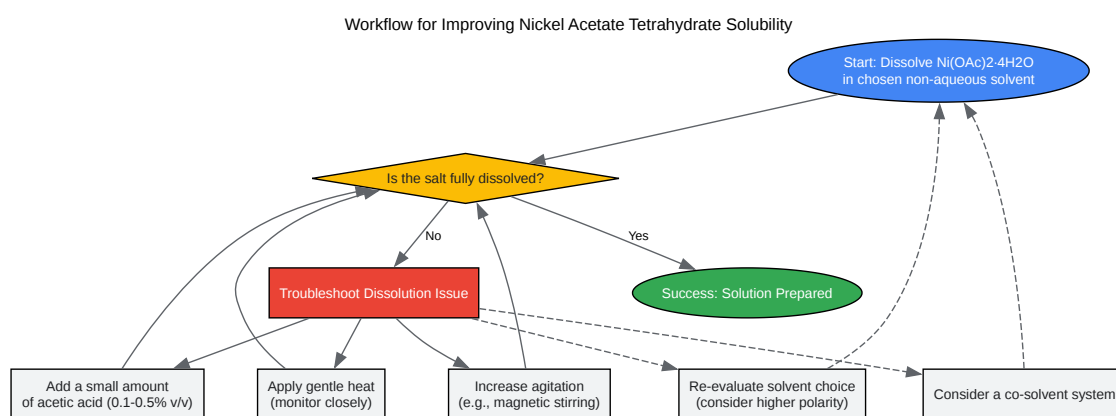 Workflow for Improving Nickel Acetate Tetrahydrate Solubility
Start: Dissolve Ni(OAc)2·4H2O
in chosen non-aqueous solvent
Is the salt fully dissolved?
No
Yes
Troubleshoot Dissolution Issue
Success: Solution Prepared
Add a small amount
of acetic acid (0.1-0.5% v/v)
Apply gentle heat
(monitor closely)
Increase agitation
(e.g., magnetic stirring)
Re-evaluate solvent choice
(consider higher polarity)
Consider a co-solvent system